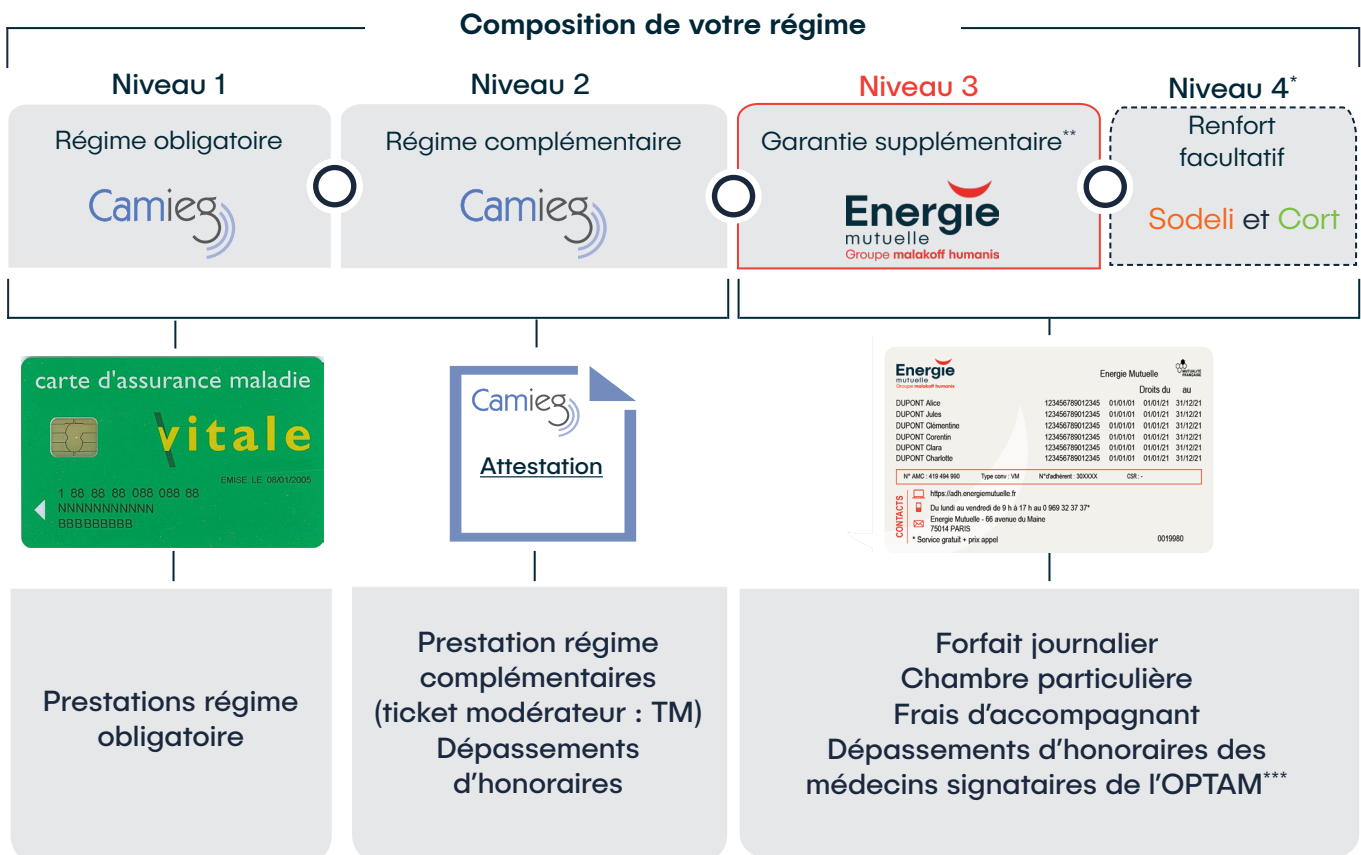 Composition de votre régime
Niveau 1
Régime obligatoire
Camieg
Niveau 2
Régime complémentaire
Camieg
Niveau 3
Garantie supplémentaire**
Energie
mutuelle
Groupe malakoff humanis
Niveau 4*
Renfort
facultatif
Sodeli et Cort
carte d'assurance maladie
vitale
EMISE LE 08/01/2005
1 88 88 88 088 088 88
NNNNNNNNNNN
BBBBBBBBB
Camieg
Attestation
Energie
mutuelle
Groupe malakoff humanis
Energie Mutuelle
MUTUALITÉ
FRANÇAISE
Droits du au
DUPONT Alice 123456789012345 01/01/01 01/01/21 31/12/21
DUPONT Jules 123456789012345 01/01/01 01/01/21 31/12/21
DUPONT Clémentine 123456789012345 01/01/01 01/01/21 31/12/21
DUPONT Corentin 123456789012345 01/01/01 01/01/21 31/12/21
DUPONT Clara 123456789012345 01/01/01 01/01/21 31/12/21
DUPONT Charlotte 123456789012345 01/01/01 01/01/21 31/12/21
N° AMC : 419 494 990 Type conv : VM N°d'adhérent : 30XXXX CSR : -
CONTACTS
https://adh.energiemutuelle.fr
Du lundi au vendredi de 9 h à 17 h au 0 969 32 37 37*
Energie Mutuelle - 66 avenue du Maine
75014 PARIS
* Service gratuit + prix appel
0019980
Prestations régime
obligatoire
Prestation régime
complémentaires
(ticket modérateur : TM)
Dépassements
d'honoraires
Forfait journalier
Chambre particulière
Frais d'accompagnant
Dépassements d'honoraires des
médecins signataires de l'OPTAM***